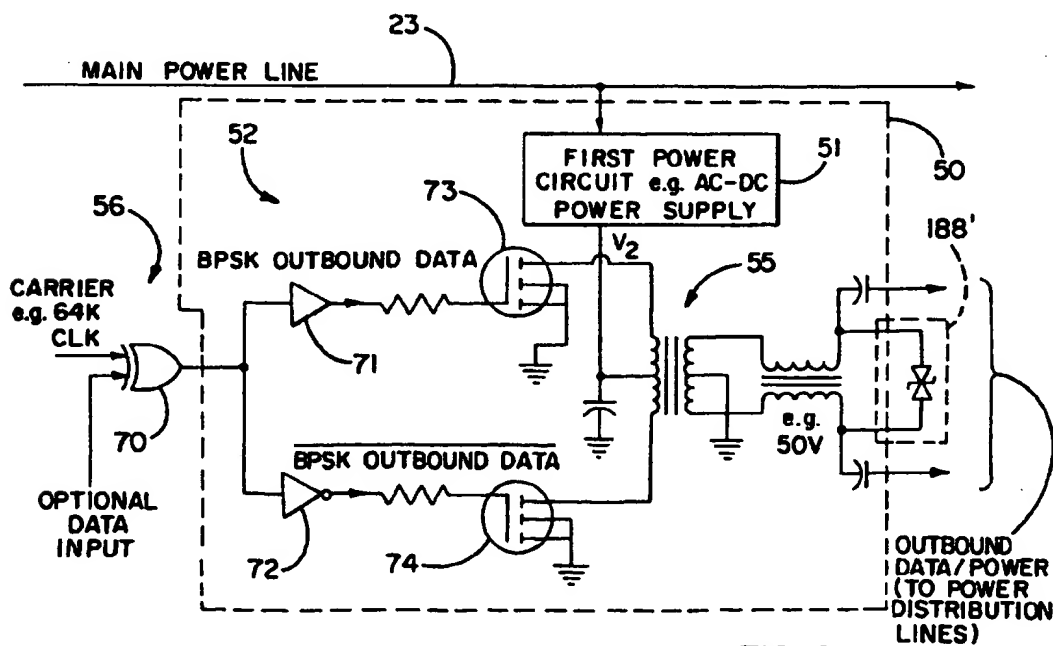 23
MAIN POWER LINE
52
FIRST POWER
CIRCUIT e.g. AC-DC
POWER SUPPLY
51
50
56
73
V2
188'
BPSK OUTBOUND DATA
55
CARRIER
e.g. 64K
CLK
71
70
e.g.
50V
BPSK OUTBOUND DATA
OPTIONAL
DATA
INPUT
72
74
OUTBOUND
DATA/POWER
(TO POWER
DISTRIBUTION
LINES)